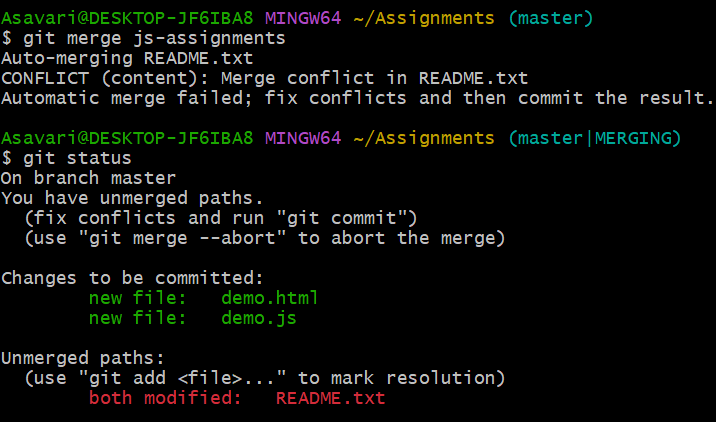 Asavari@DESKTOP-JF6IBA8 MINGW64 ~/Assignments (master)
$ git merge js-assignments
Auto-merging README.txt
CONFLICT (content): Merge conflict in README.txt
Automatic merge failed; fix conflicts and then commit the result.
Asavari@DESKTOP-JF6IBA8 MINGW64 ~/Assignments (master|MERGING)
$ git status
On branch master
You have unmerged paths.
  (fix conflicts and run "git commit")
  (use "git merge --abort" to abort the merge)
Changes to be committed:
        new file:   demo.html
        new file:   demo.js
Unmerged paths:
  (use "git add <file>..." to mark resolution)
        both modified:   README.txt